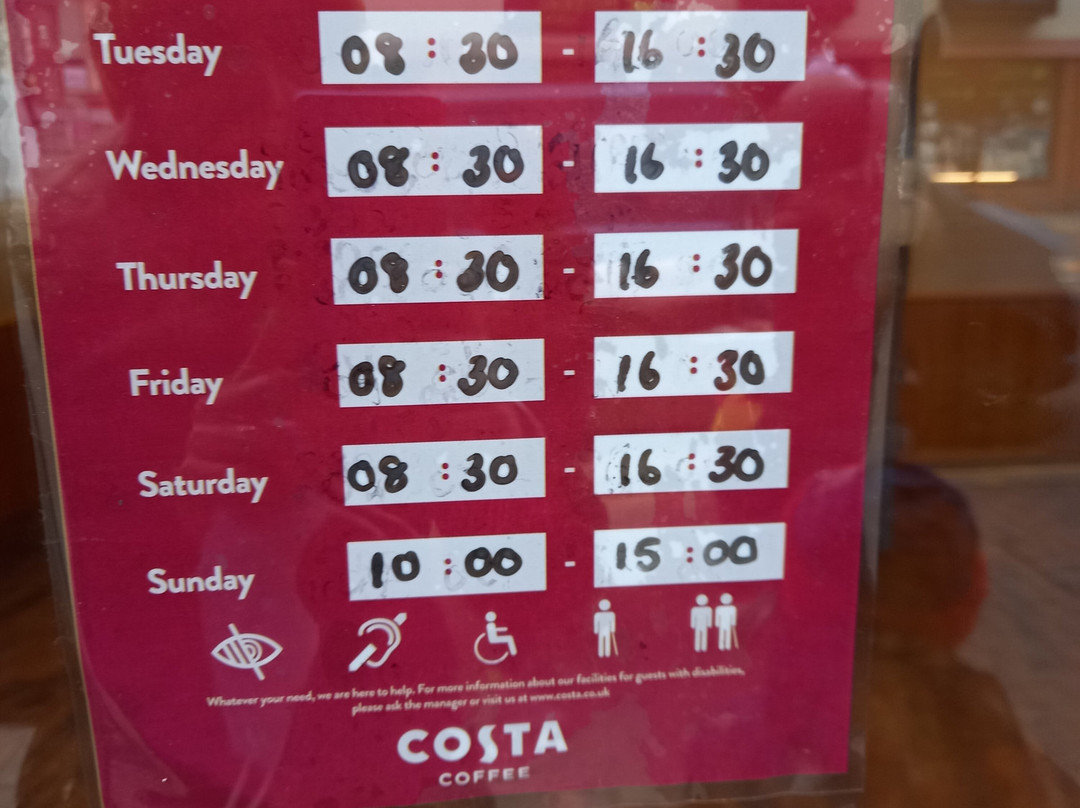 Tuesday 08 : 30 - 16 : 30
Wednesday 08 : 30 - 16 : 30
Thursday 08 : 30 - 16 : 30
Friday 08 : 30 - 16 : 30
Saturday 08 : 30 - 16 : 30
Sunday 10 : 00 - 15 : 00
Whatever your need, we are here to help. For more information about our facilities for guests with disabilities,
please ask the manager or visit us at www.costa.co.uk
COSTA
COFFEE